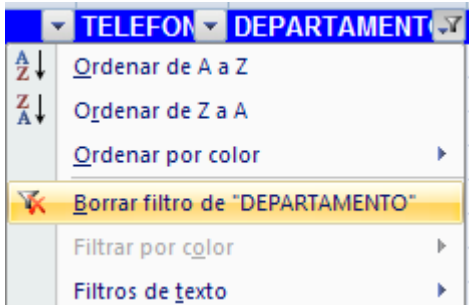 TELEFON DEPARTAMENTO
Ordenar de A a Z
Ordenar de Z a A
Ordenar por color
Borrar filtro de "DEPARTAMENTO"
Filtrar por color
Filtros de texto